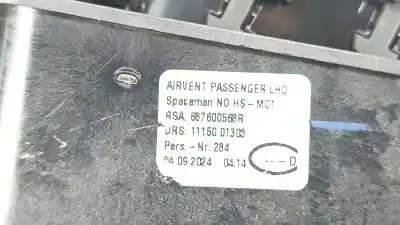 AIRVENT PASSENGER LHD
Spaceman NO HS-MC1
RSA: 687600568R
JRS: 11150 01303
Pers. - Nr: 284
04.09.2024 04:14 -- - D